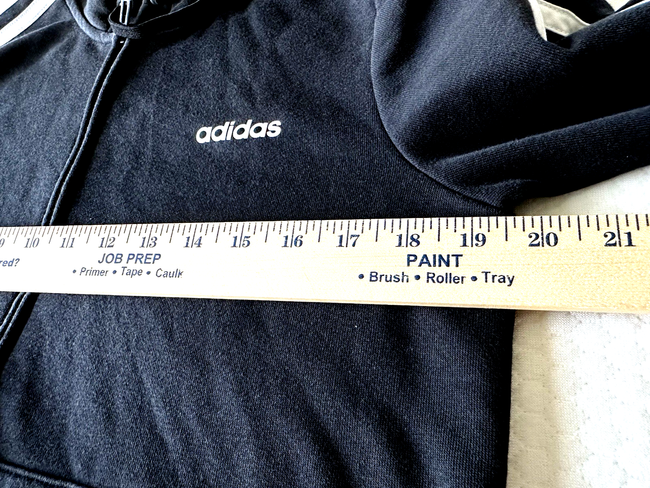 adidas
9 10 11 12 13 14 15 16 17 18 19 20 21
red? JOB PREP PAINT
• Primer • Tape • Caulk • Brush • Roller • Tray